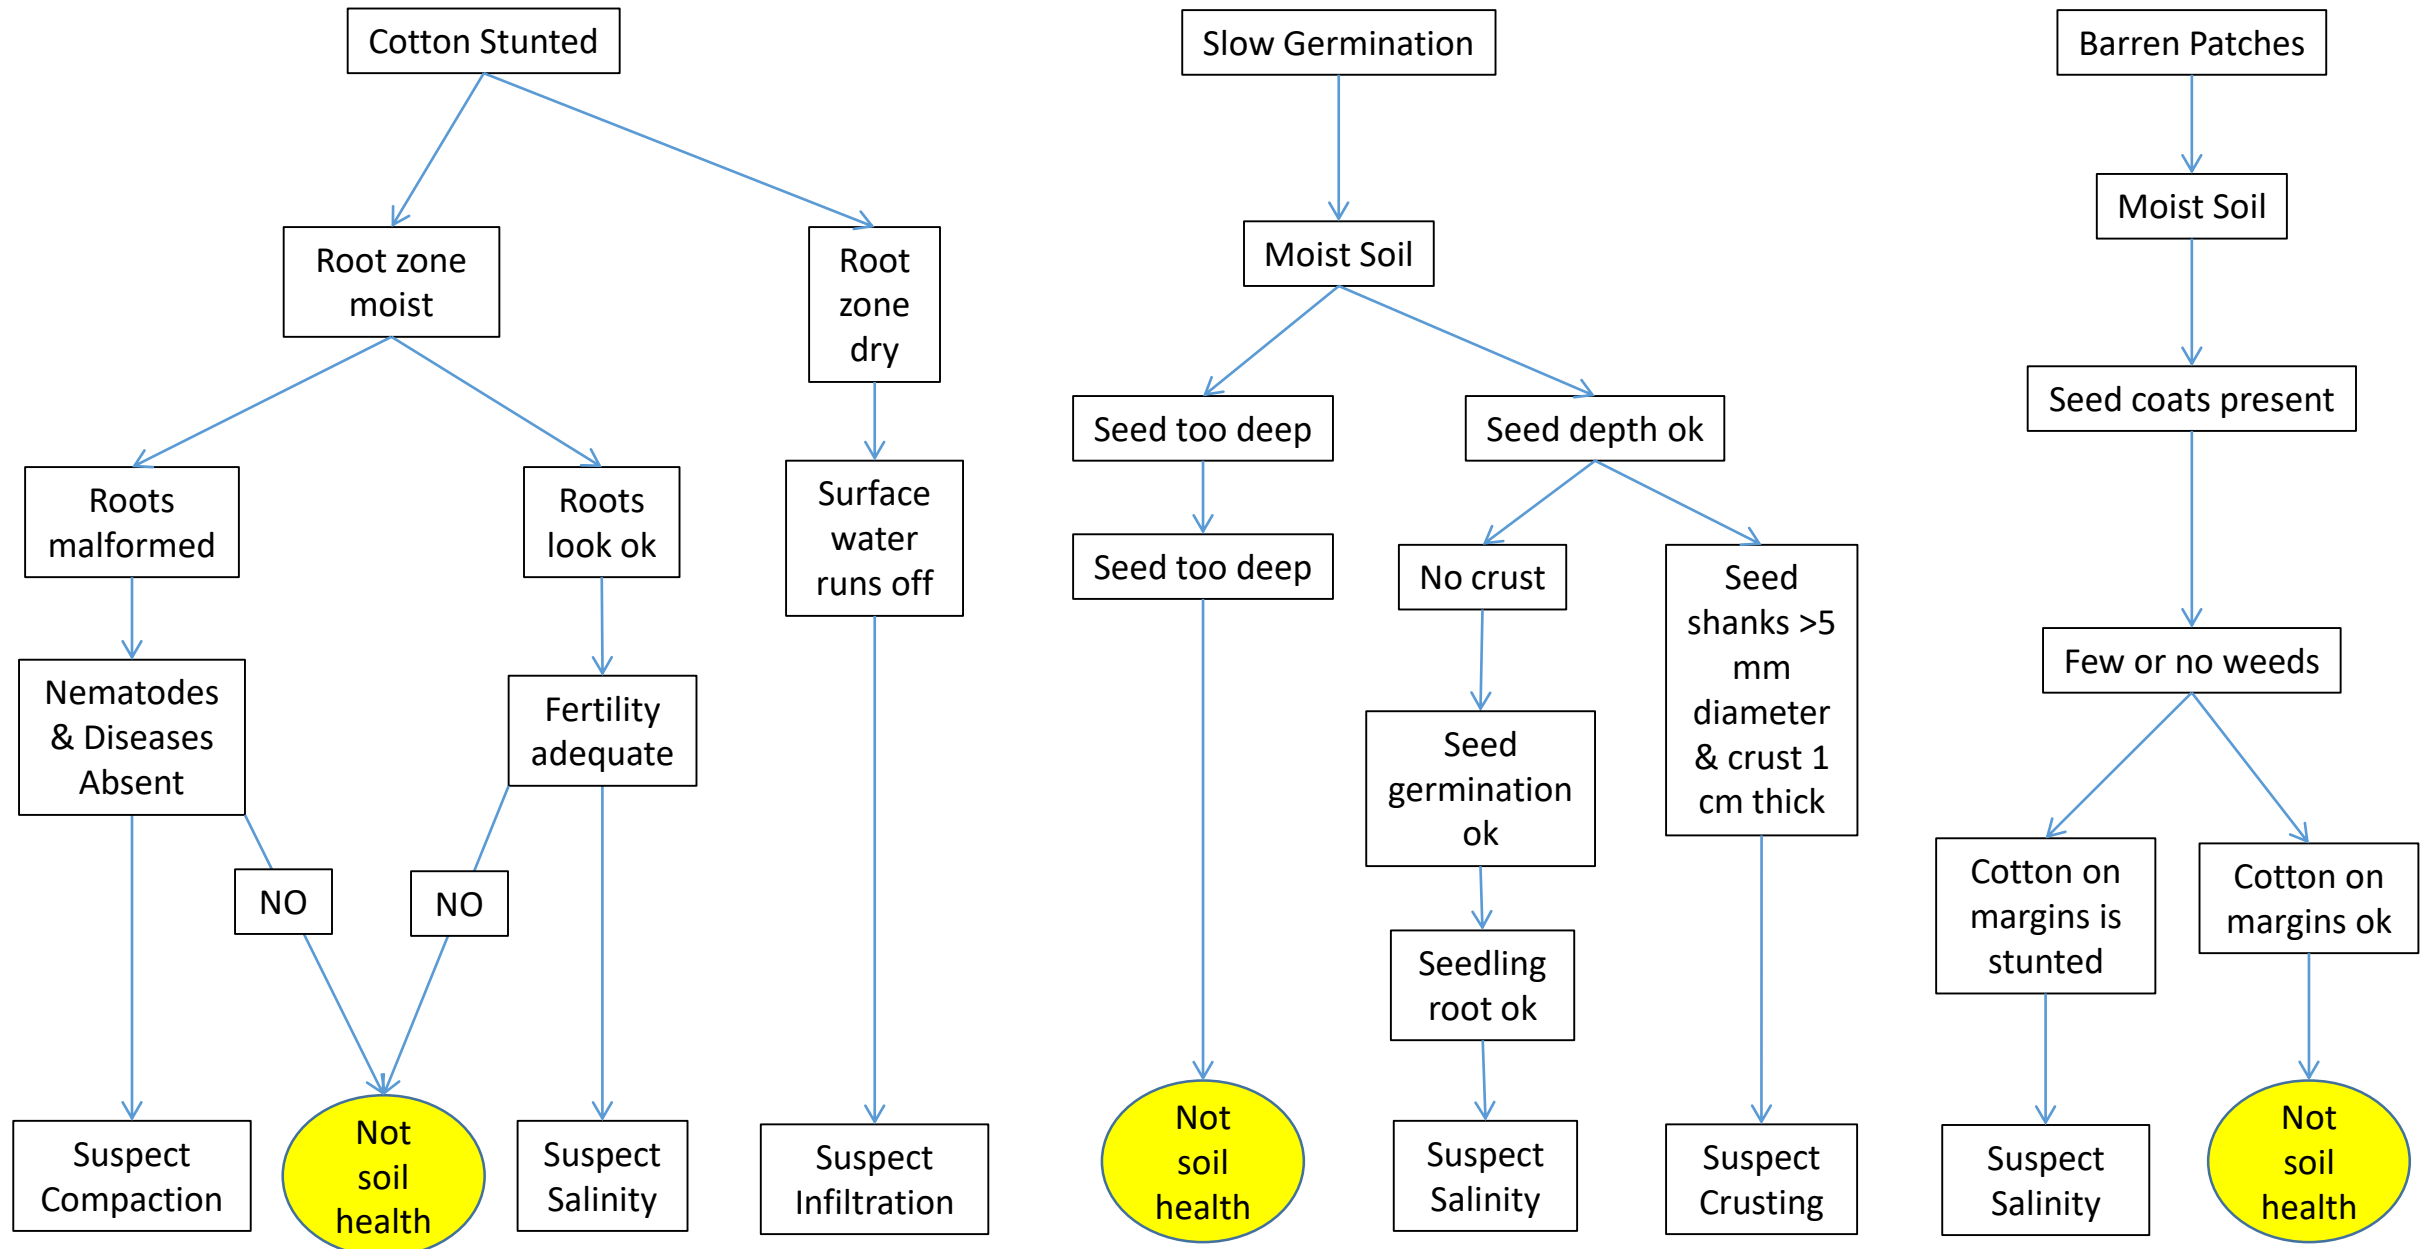 Cotton Stunted
Root zone
moist
Root
zone
dry
Roots
malformed
Roots
look ok
Surface
water
runs off
Nematodes
& Diseases
Absent
Fertility
adequate
NO
NO
Suspect
Compaction
Not
soil
health
Suspect
Salinity
Suspect
Infiltration
Slow Germination
Moist Soil
Seed too deep
Seed depth ok
Seed too deep
No crust
Seed
shanks >5
mm
diameter
& crust 1
cm thick
Seed
germination
ok
Seedling
root ok
Not
soil
health
Suspect
Salinity
Suspect
Crusting
Barren Patches
Moist Soil
Seed coats present
Few or no weeds
Cotton on
margins is
stunted
Cotton on
margins ok
Suspect
Salinity
Not
soil
health